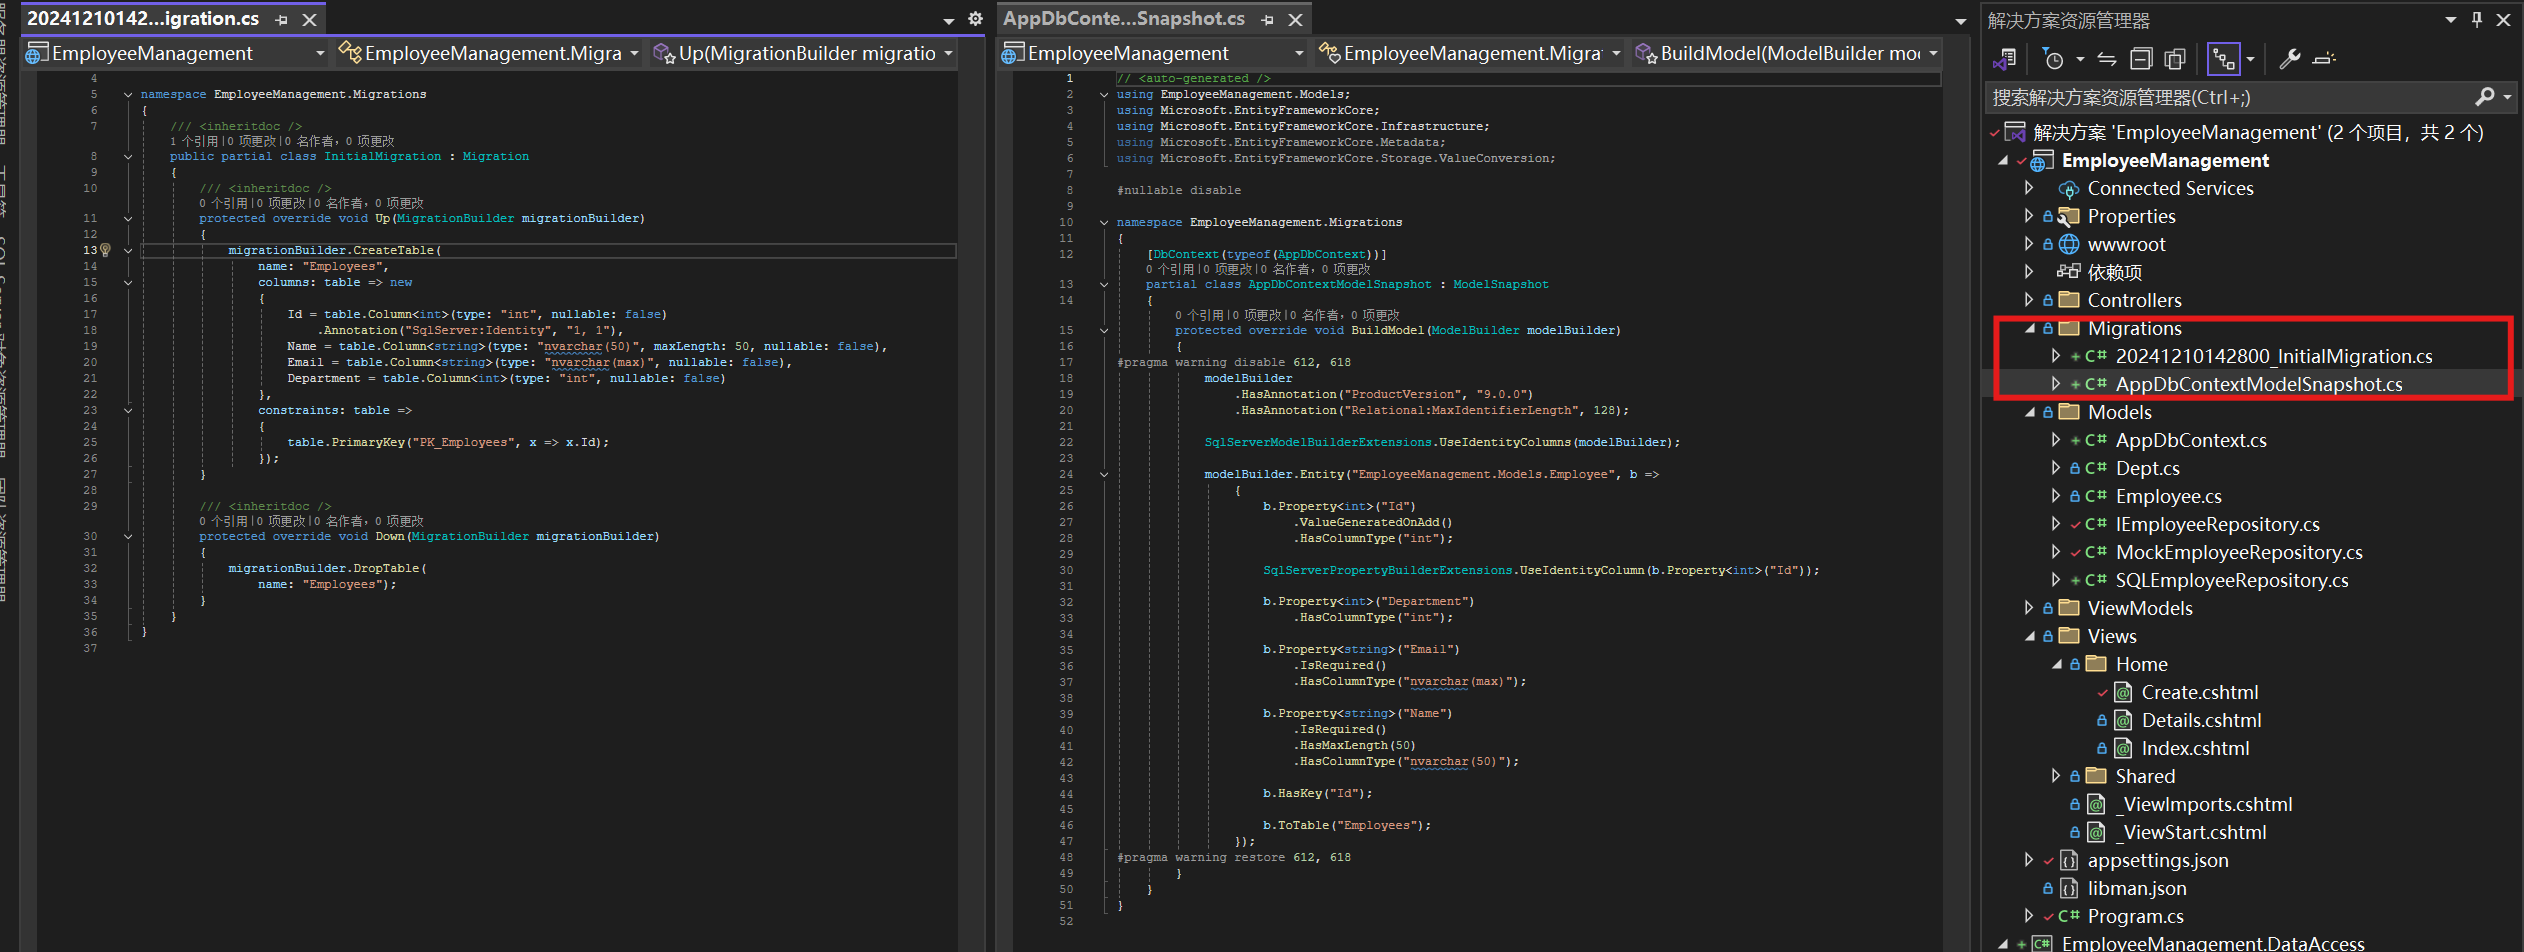 20241210142...igration.cs
EmployeeManagement
EmployeeManagement.Migra
Up(MigrationBuilder migratio
4
5 namespace EmployeeManagement.Migrations
6 {
7 /// <inheritdoc />
1 个引用 | 0 项更改 | 0 名作者，0 项更改
8 public partial class InitialMigration : Migration
9 {
10 /// <inheritdoc />
0 个引用 | 0 项更改 | 0 名作者，0 项更改
11 protected override void Up(MigrationBuilder migrationBuilder)
12 {
13 migrationBuilder.CreateTable(
14 name: "Employees",
15 columns: table => new
16 {
17 Id = table.Column<int>(type: "int", nullable: false)
18 .Annotation("SqlServer:Identity", "1, 1"),
19 Name = table.Column<string>(type: "nvarchar(50)", maxLength: 50, nullable: false),
20 Email = table.Column<string>(type: "nvarchar(max)", nullable: false),
21 Department = table.Column<int>(type: "int", nullable: false)
22 },
23 constraints: table =>
24 {
25 table.PrimaryKey("PK_Employees", x => x.Id);
26 });
27 }
28
29 /// <inheritdoc />
0 个引用 | 0 项更改 | 0 名作者，0 项更改
30 protected override void Down(MigrationBuilder migrationBuilder)
31 {
32 migrationBuilder.DropTable(
33 name: "Employees");
34 }
35 }
36 }
37
AppDbConte...Snapshot.cs
EmployeeManagement
EmployeeManagement.Migra
BuildModel(ModelBuilder mo
1 // <auto-generated />
2 using EmployeeManagement.Models;
3 using Microsoft.EntityFrameworkCore;
4 using Microsoft.EntityFrameworkCore.Infrastructure;
5 using Microsoft.EntityFrameworkCore.Metadata;
6 using Microsoft.EntityFrameworkCore.Storage.ValueConversion;
7
8 #nullable disable
9
10 namespace EmployeeManagement.Migrations
11 {
12 [DbContext(typeof(AppDbContext))]
0 个引用 | 0 项更改 | 0 名作者，0 项更改
13 partial class AppDbContextModelSnapshot : ModelSnapshot
14 {
0 个引用 | 0 项更改 | 0 名作者，0 项更改
15 protected override void BuildModel(ModelBuilder modelBuilder)
16 {
17 #pragma warning disable 612, 618
18 modelBuilder
19 .HasAnnotation("ProductVersion", "9.0.0")
20 .HasAnnotation("Relational:MaxIdentifierLength", 128);
21
22 SqlServerModelBuilderExtensions.UseIdentityColumns(modelBuilder);
23
24 modelBuilder.Entity("EmployeeManagement.Models.Employee", b =>
25 {
26 b.Property<int>("Id")
27 .ValueGeneratedOnAdd()
28 .HasColumnType("int");
29
30 SqlServerPropertyBuilderExtensions.UseIdentityColumn(b.Property<int>("Id"));
31
32 b.Property<int>("Department")
33 .HasColumnType("int");
34
35 b.Property<string>("Email")
36 .IsRequired()
37 .HasColumnType("nvarchar(max)");
38
39 b.Property<string>("Name")
40 .IsRequired()
41 .HasMaxLength(50)
42 .HasColumnType("nvarchar(50)");
43
44 b.HasKey("Id");
45
46 b.ToTable("Employees");
47 });
48 #pragma warning restore 612, 618
49 }
50 }
51 }
52
解决方案资源管理器
搜索解决方案资源管理器(Ctrl+;)
解决方案 'EmployeeManagement' (2 个项目，共 2 个)
EmployeeManagement
Connected Services
Properties
wwwroot
依赖项
Controllers
Migrations
C# 20241210142800_InitialMigration.cs
C# AppDbContextModelSnapshot.cs
Models
C# AppDbContext.cs
C# Dept.cs
C# Employee.cs
C# IEmployeeRepository.cs
C# MockEmployeeRepository.cs
C# SQLEmployeeRepository.cs
ViewModels
Views
Home
Create.cshtml
Details.cshtml
Index.cshtml
Shared
_ViewImports.cshtml
_ViewStart.cshtml
appsettings.json
libman.json
C# Program.cs
C# EmployeeManagement.DataAccess